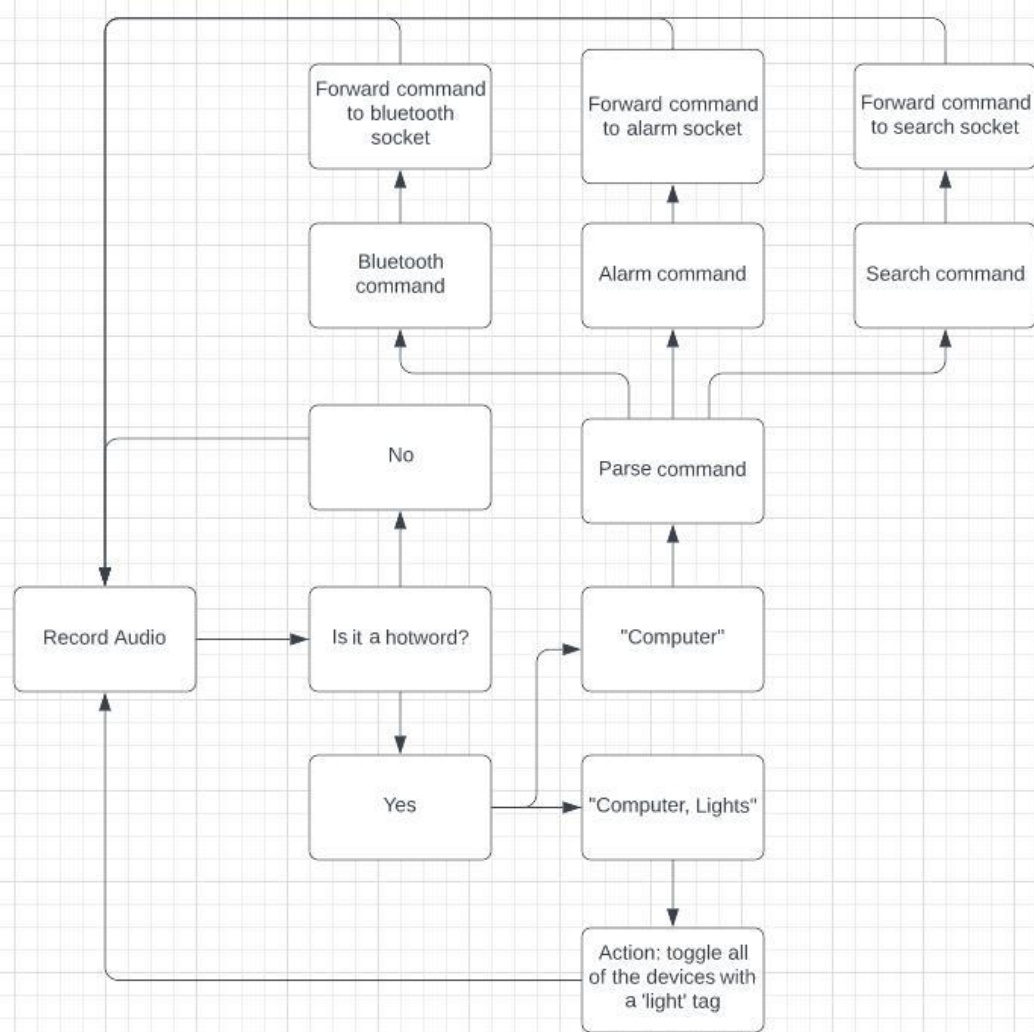 Forward command
to bluetooth
socket
Forward command
to alarm socket
Forward command
to search socket
Bluetooth
command
Alarm command
Search command
No
Parse command
Record Audio
Is it a hotword?
"Computer"
Yes
"Computer, Lights"
Action: toggle all
of the devices with
a 'light' tag